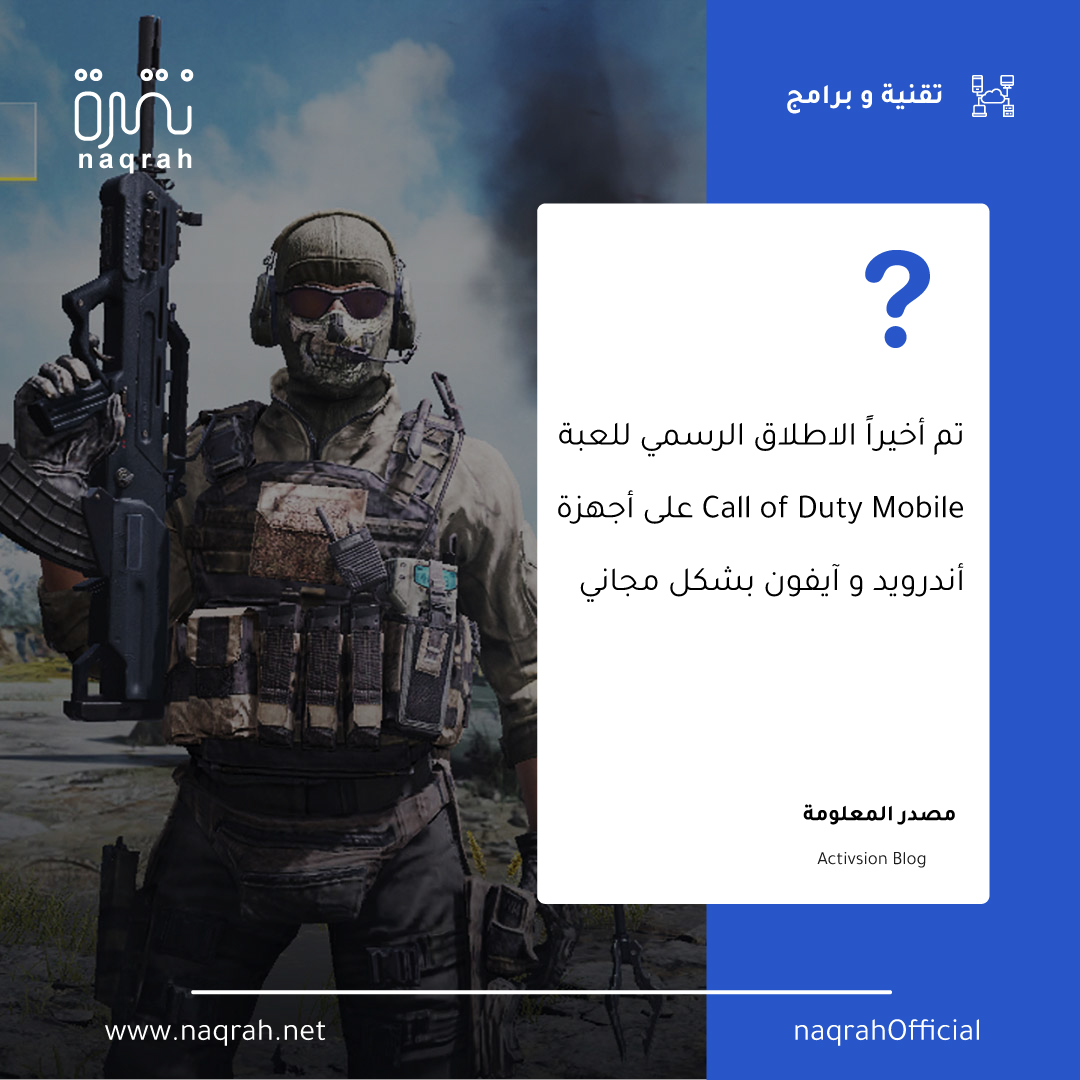 نقرة
naqrah
تقنية و برامج
?
تم أخيراً الاطلاق الرسمي للعبة
Call of Duty Mobile على أجهزة
أندرويد و آيفون بشكل مجاني
مصدر المعلومة
Activsion Blog
www.naqrah.net
naqrahOfficial